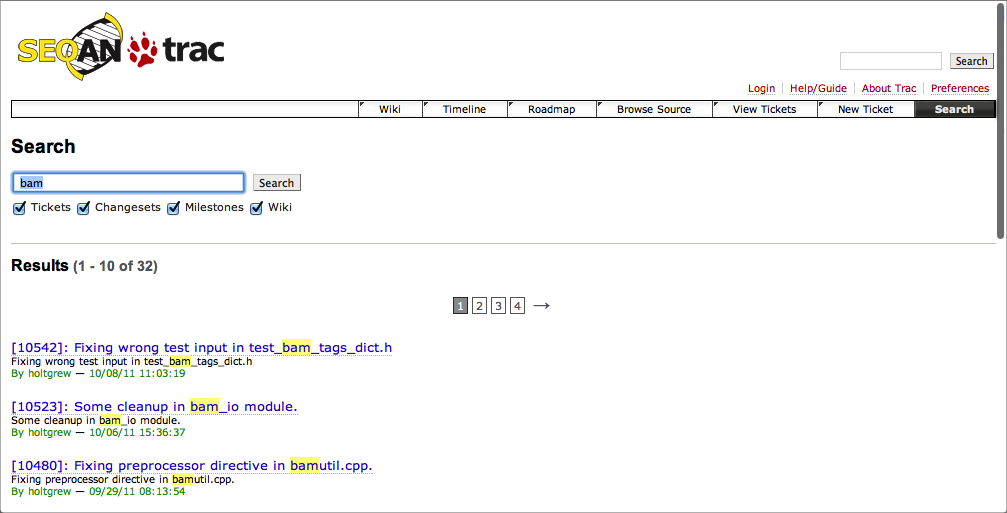 SEQAN trac
Search
Login Help/Guide About Trac Preferences
Wiki Timeline Roadmap Browse Source View Tickets New Ticket Search
Search
bam Search
Tickets Changesets Milestones Wiki
Results (1 - 10 of 32)
1 2 3 4 →
[10542]: Fixing wrong test input in test_bam_tags_dict.h
Fixing wrong test input in test_bam_tags_dict.h
By holtgrew — 10/08/11 11:03:19
[10523]: Some cleanup in bam_io module.
Some cleanup in bam_io module.
By holtgrew — 10/06/11 15:36:37
[10480]: Fixing preprocessor directive in bamutil.cpp.
Fixing preprocessor directive in bamutil.cpp.
By holtgrew — 09/29/11 08:13:54